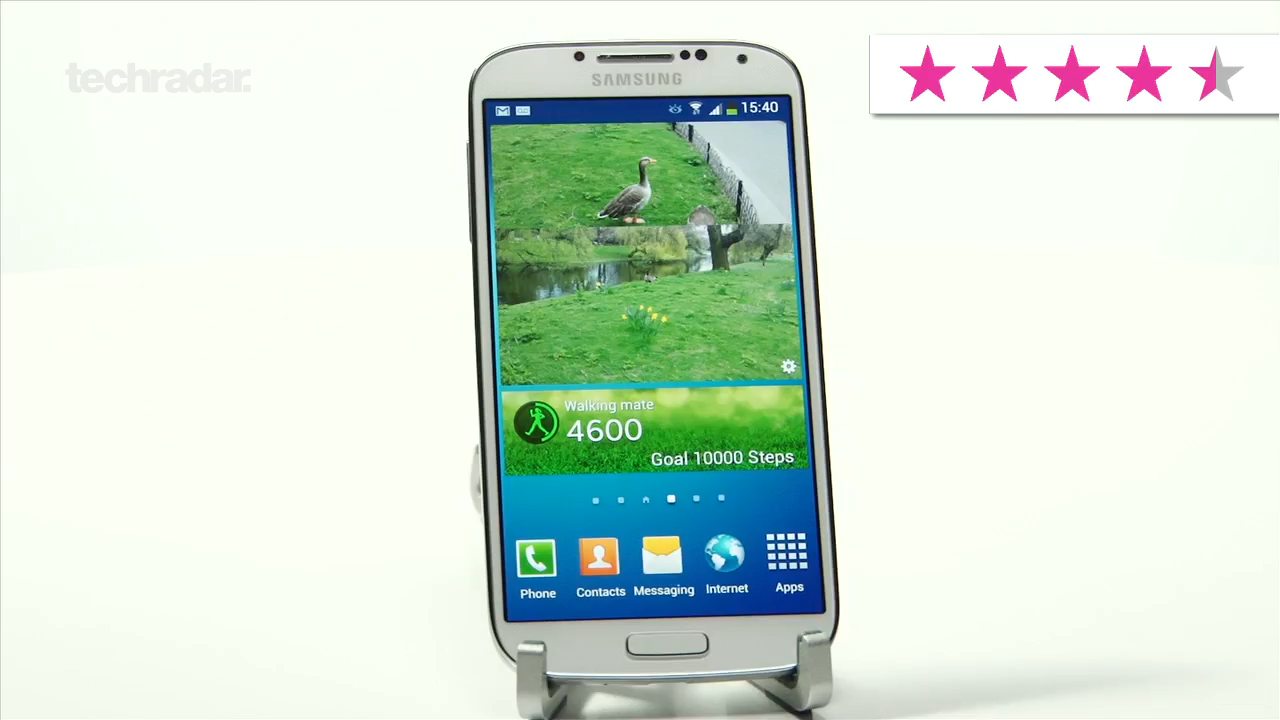 techradar.
SAMSUNG
15:40
Walking mate
4600
Goal 10000 Steps
Phone
Contacts
Messaging
Internet
Apps